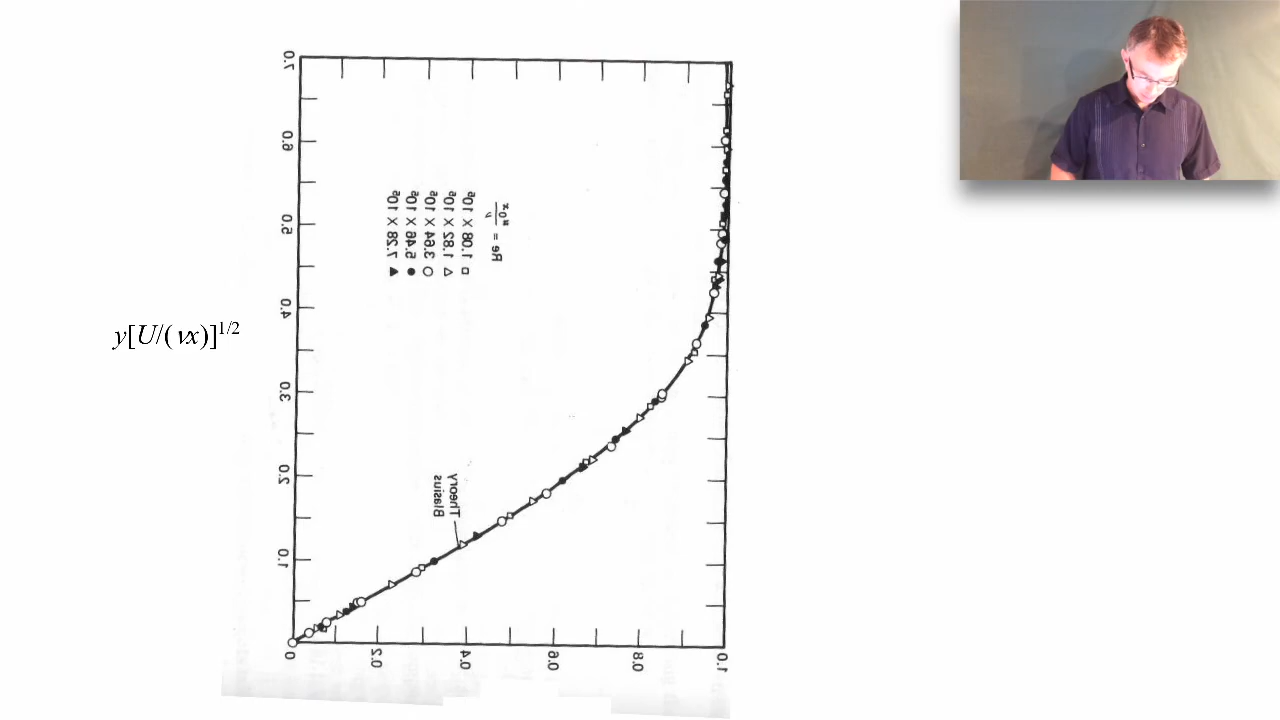 7.0
6.0
5.0
Re = u₀x/ν
□ 1.08 X 10⁵
△ 1.82 X 10⁵
○ 3.64 X 10⁵
● 5.46 X 10⁵
▲ 7.28 X 10⁵
4.0
y[U/(νx)]^1/2
3.0
2.0
Blasius
Theory
1.0
0 0.2 0.4 0.6 0.8 1.0